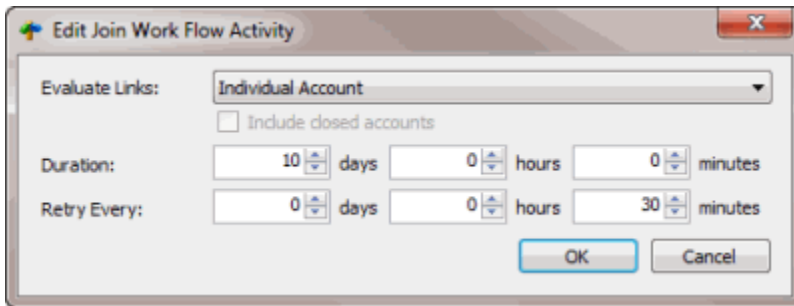 Edit Join Work Flow Activity
Evaluate Links: Individual Account
Include closed accounts
Duration: 10 days 0 hours 0 minutes
Retry Every: 0 days 0 hours 30 minutes
OK Cancel